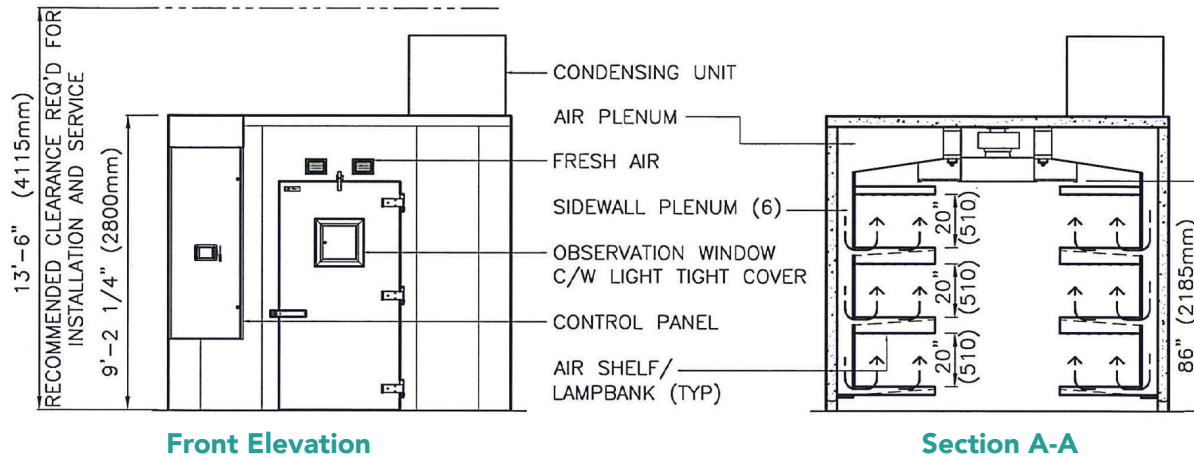 13'-6" (4115mm)
RECOMMENDED CLEARANCE REQ'D FOR
INSTALLATION AND SERVICE
9'-2 1/4" (2800mm)
CONDENSING UNIT
AIR PLENUM
FRESH AIR
SIDEWALL PLENUM (6)
OBSERVATION WINDOW
C/W LIGHT TIGHT COVER
CONTROL PANEL
AIR SHELF/
LAMPBANK (TYP)
20"
(510)
20"
(510)
20"
(510)
86" (2185mm)
Front Elevation
Section A-A